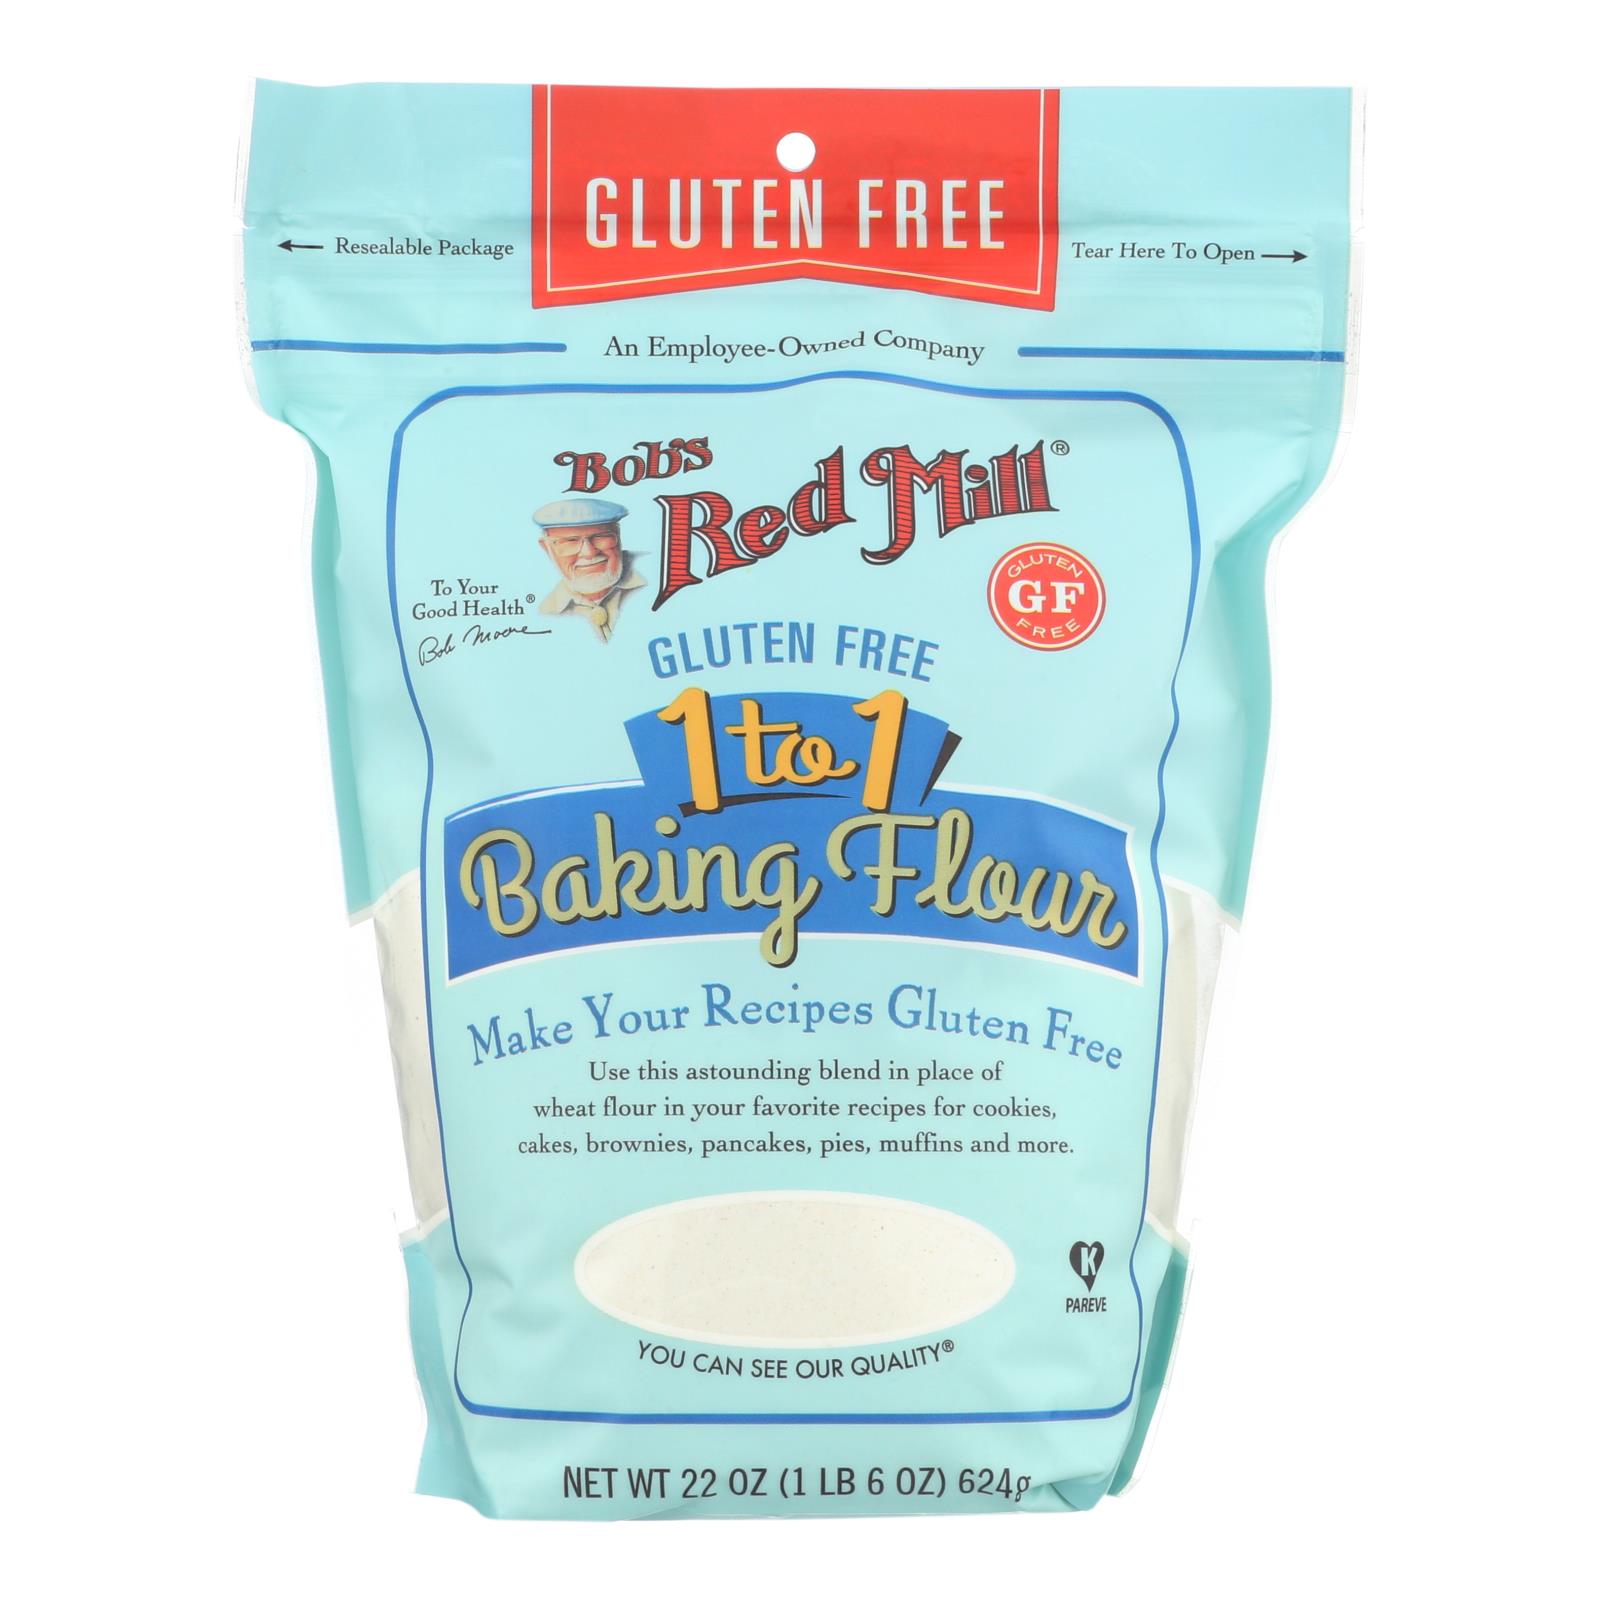 GLUTEN FREE
Resealable Package
Tear Here To Open
An Employee-Owned Company
Bob's
Red Mill®
To Your
Good Health®
Bob Moore
GLUTEN
GF
FREE
GLUTEN FREE
1 to 1
Baking Flour
Make Your Recipes Gluten Free
Use this astounding blend in place of
wheat flour in your favorite recipes for cookies,
cakes, brownies, pancakes, pies, muffins and more.
K
PAREVE
YOU CAN SEE OUR QUALITY®
NET WT 22 OZ (1 LB 6 OZ) 624g